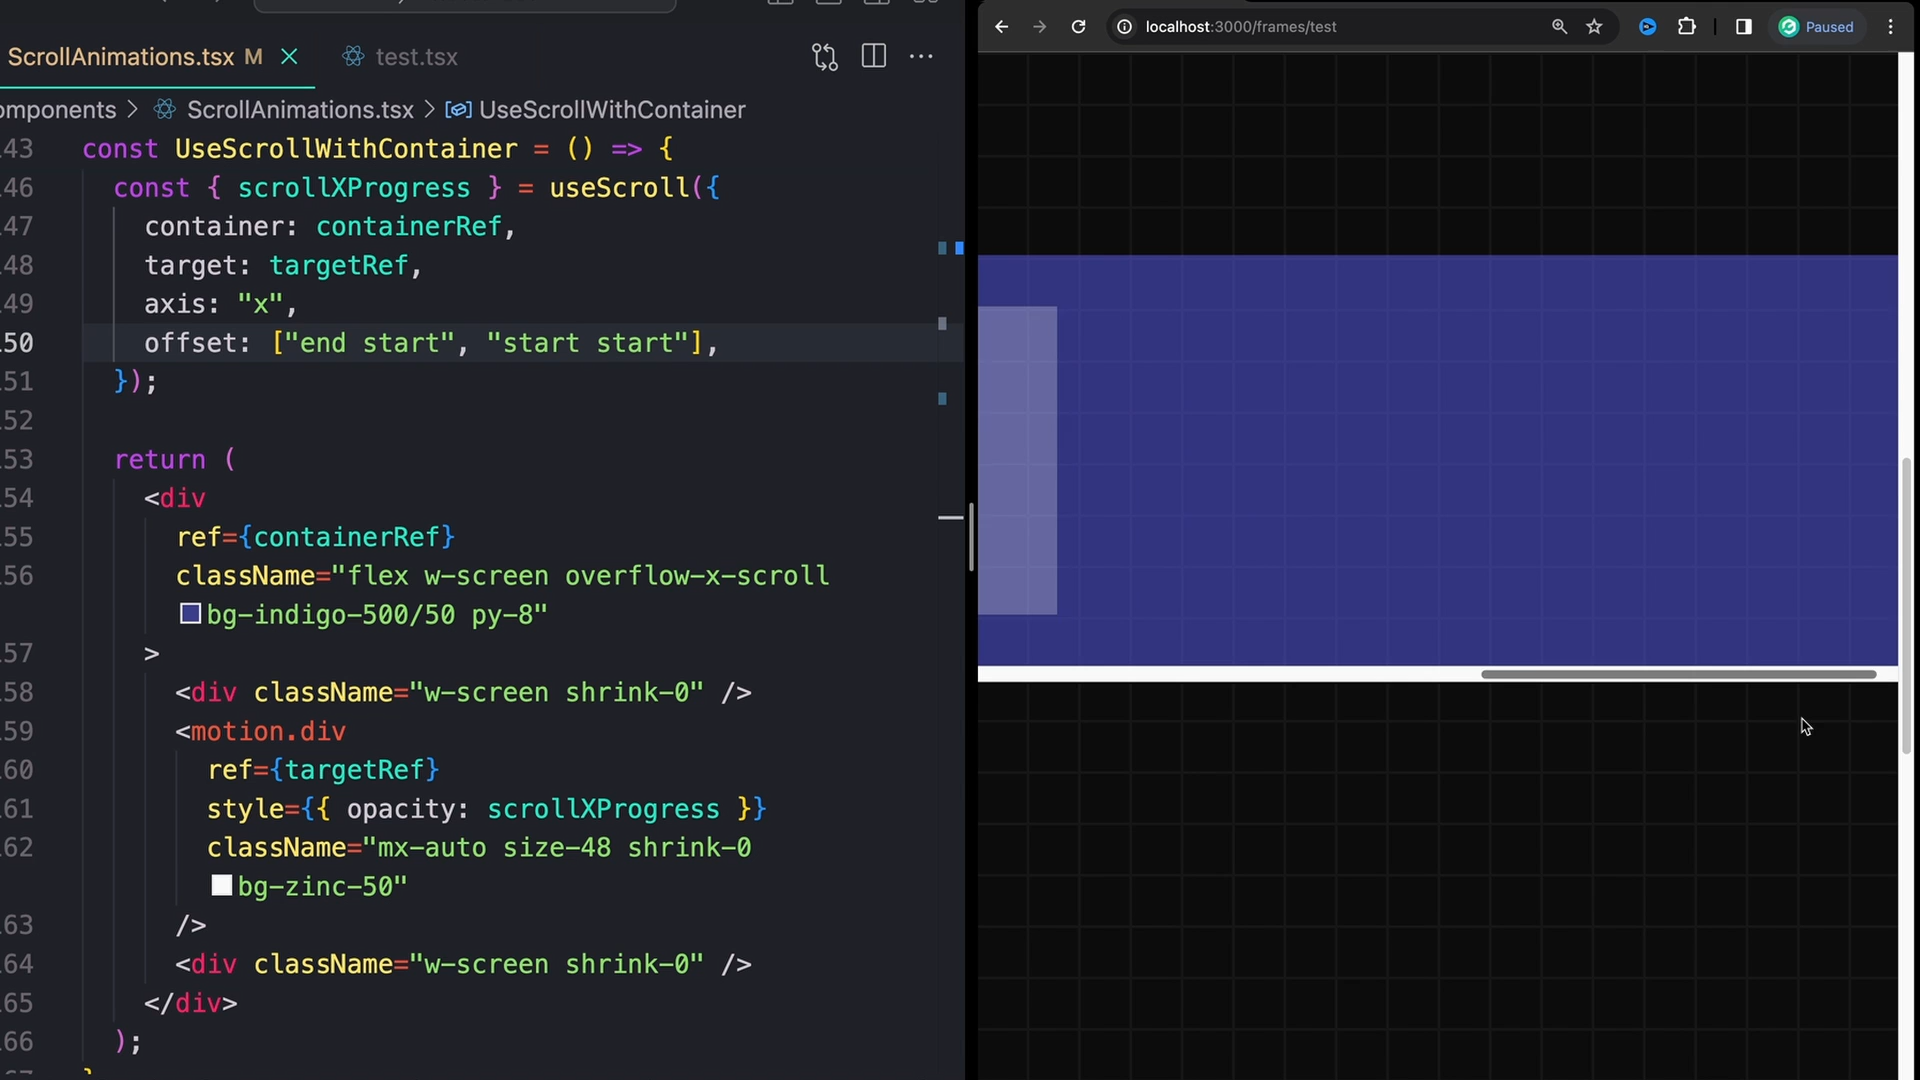 ScrollAnimations.tsx M
test.tsx
omponents > ScrollAnimations.tsx > UseScrollWithContainer
43 const UseScrollWithContainer = () => {
46 const { scrollXProgress } = useScroll({
47 container: containerRef,
48 target: targetRef,
49 axis: "x",
50 offset: ["end start", "start start"],
51 });
52
53 return (
54 <div
55 ref={containerRef}
56 className="flex w-screen overflow-x-scroll
bg-indigo-500/50 py-8"
57 >
58 <div className="w-screen shrink-0" />
59 <motion.div
60 ref={targetRef}
61 style={{ opacity: scrollXProgress }}
62 className="mx-auto size-48 shrink-0
bg-zinc-50"
63 />
64 <div className="w-screen shrink-0" />
65 </div>
66 );
localhost:3000/frames/test
Paused